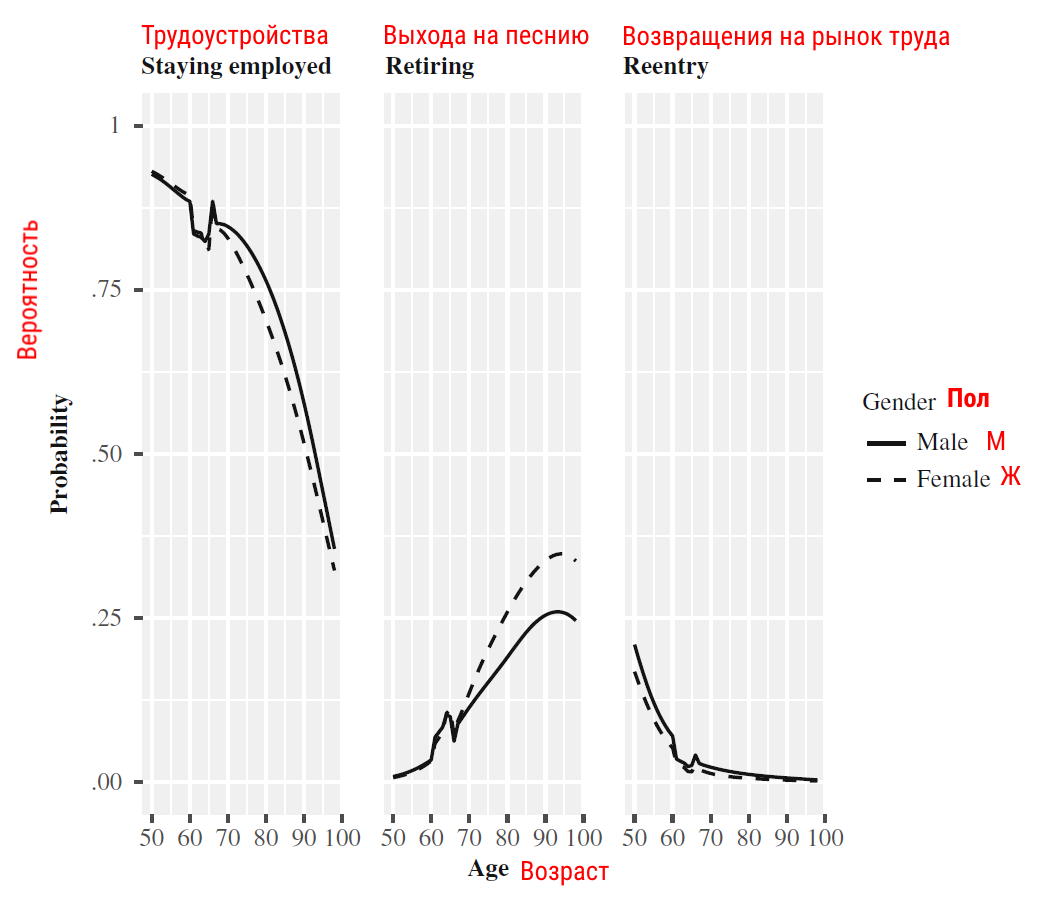 Трудоустройства
Выхода на песнию
Возвращения на рынок труда
Staying employed
Retiring
Reentry
1
.75
.50
.25
.00
Вероятность
Probability
50 60 70 80 90 100
50 60 70 80 90 100
50 60 70 80 90 100
Age Возраст
Gender Пол
Male М
Female Ж